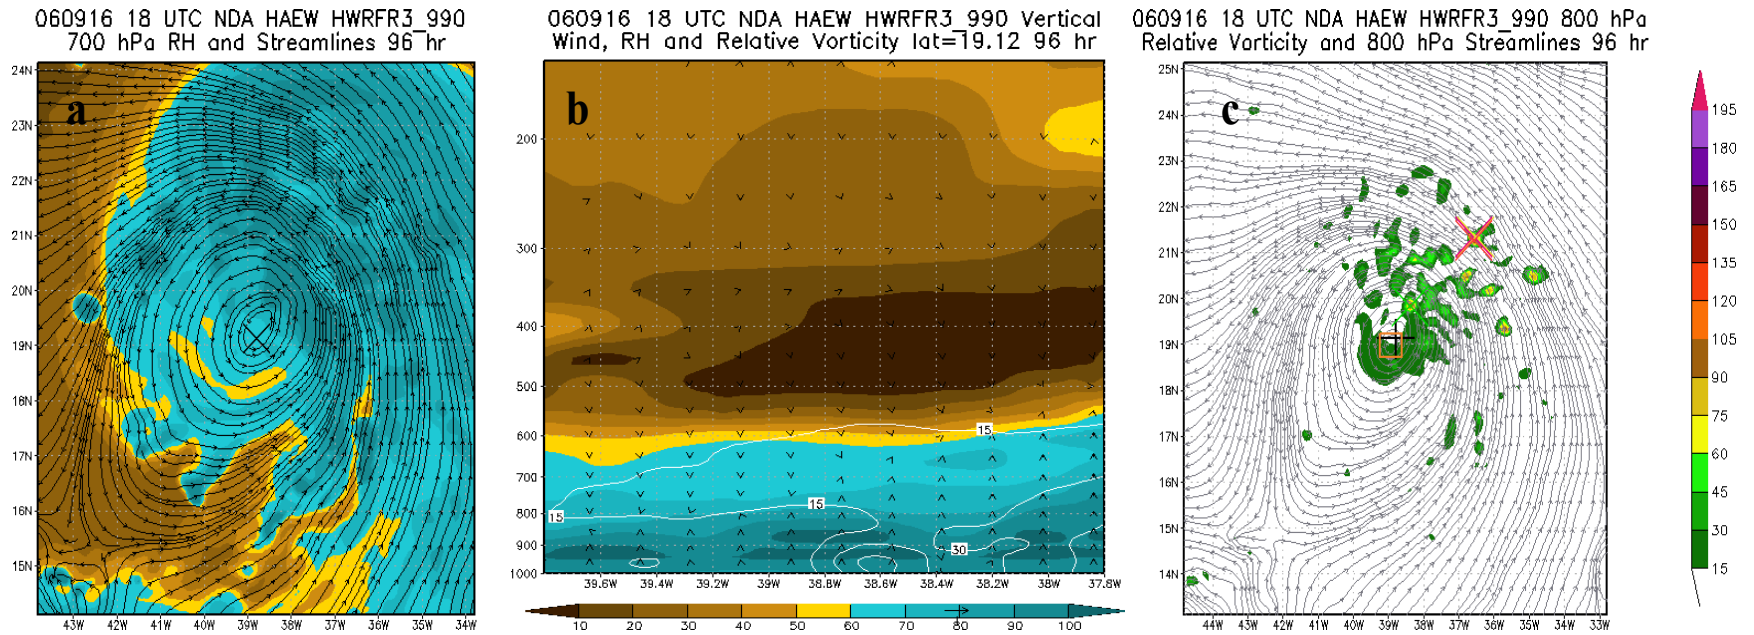 060916 18 UTC NDA HAEW HWRFR3_990
700 hPa RH and Streamlines 96 hr
a
24N
23N
22N
21N
20N
19N
18N
17N
16N
15N
43W 42W 41W 40W 39W 38W 37W 36W 35W 34W
060916 18 UTC NDA HAEW HWRFR3_990 Vertical
Wind, RH and Relative Vorticity lat=19.12 96 hr
b
200
300
400
500
600
700
800
900
1000
15
15
15
30
39.6W 39.4W 39.2W 39W 38.8W 38.6W 38.4W 38.2W 38W 37.8W
10 20 30 40 50 60 70 80 90 100
060916 18 UTC NDA HAEW HWRFR3_990 800 hPa
Relative Vorticity and 800 hPa Streamlines 96 hr
c
25N
24N
23N
22N
21N
20N
19N
18N
17N
16N
15N
14N
44W 43W 42W 41W 40W 39W 38W 37W 36W 35W 34W 33W
195
180
165
150
135
120
105
90
75
60
45
30
15